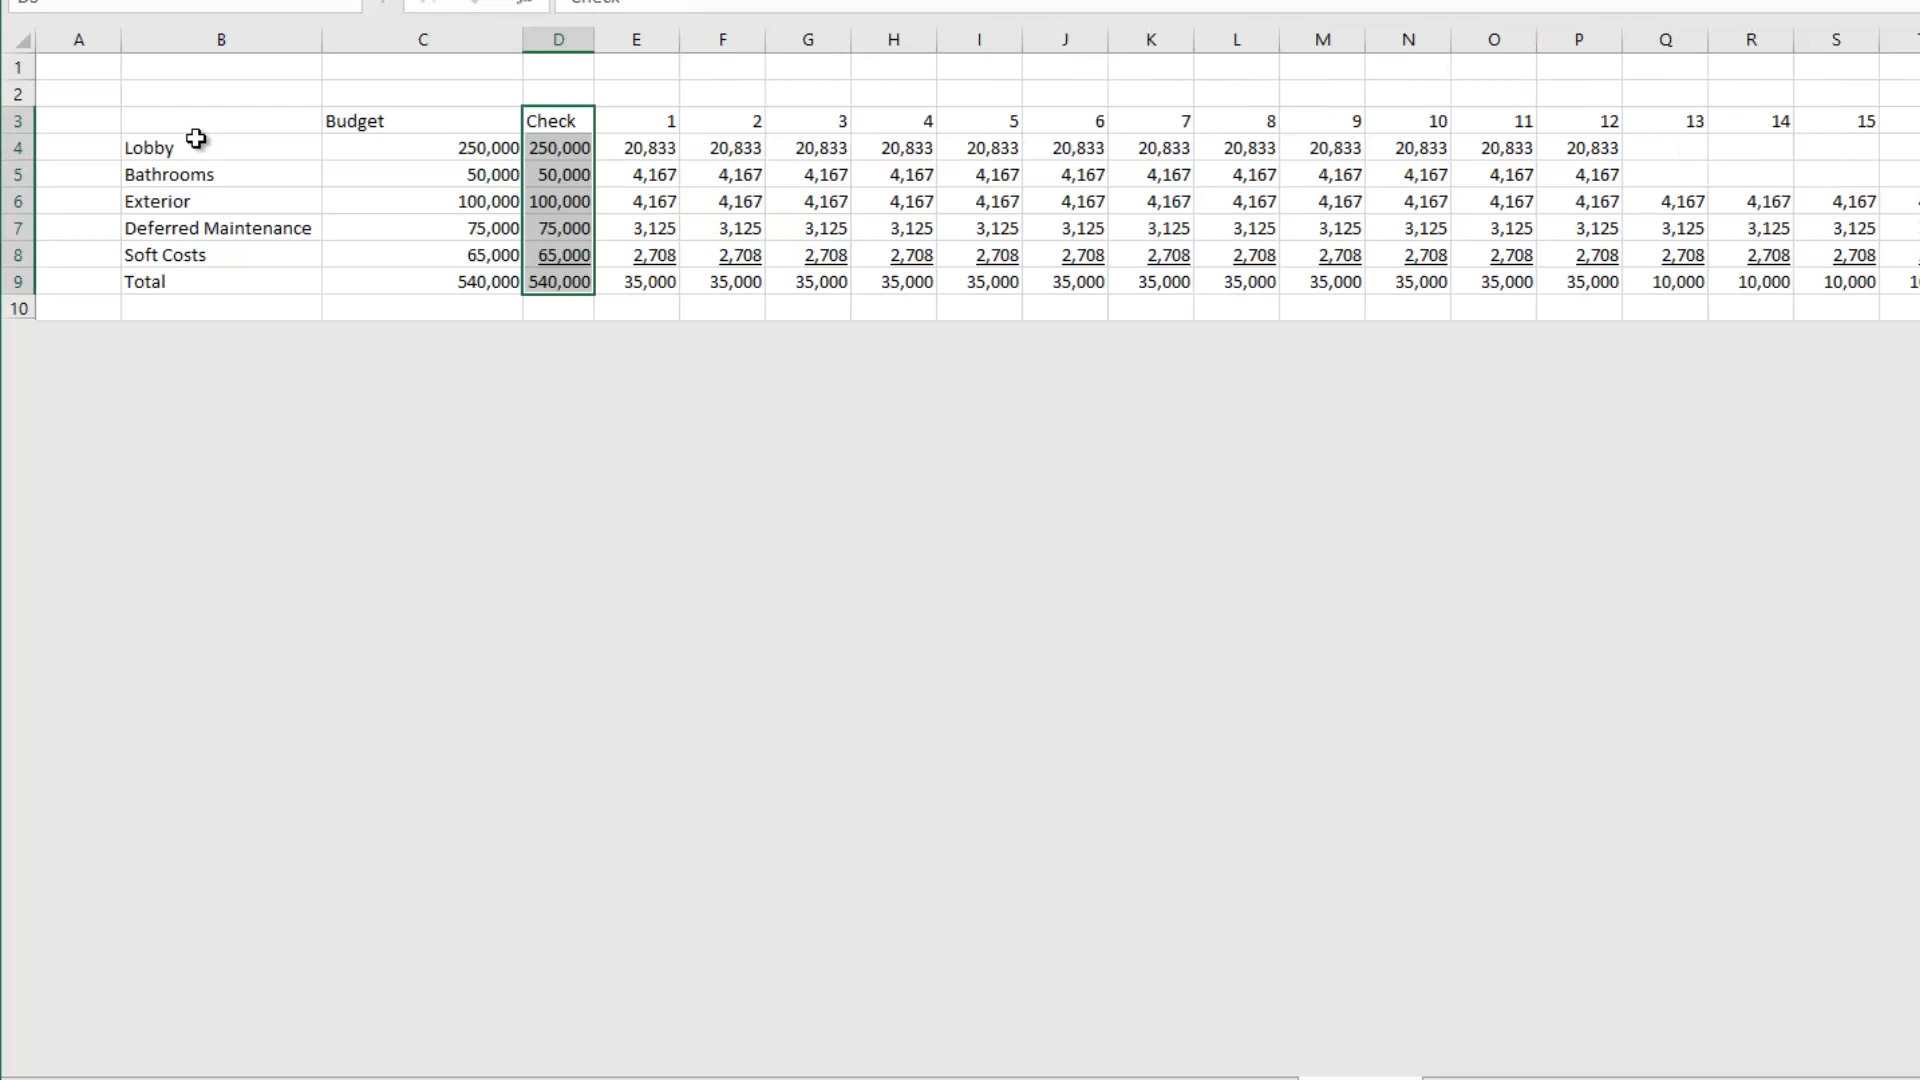 A B C D E F G H I J K L M N O P Q R S
1
2
3 Budget Check 1 2 3 4 5 6 7 8 9 10 11 12 13 14 15
4 Lobby 250,000 250,000 20,833 20,833 20,833 20,833 20,833 20,833 20,833 20,833 20,833 20,833 20,833 20,833
5 Bathrooms 50,000 50,000 4,167 4,167 4,167 4,167 4,167 4,167 4,167 4,167 4,167 4,167 4,167 4,167
6 Exterior 100,000 100,000 4,167 4,167 4,167 4,167 4,167 4,167 4,167 4,167 4,167 4,167 4,167 4,167 4,167 4,167 4,167
7 Deferred Maintenance 75,000 75,000 3,125 3,125 3,125 3,125 3,125 3,125 3,125 3,125 3,125 3,125 3,125 3,125 3,125 3,125 3,125
8 Soft Costs 65,000 65,000 2,708 2,708 2,708 2,708 2,708 2,708 2,708 2,708 2,708 2,708 2,708 2,708 2,708 2,708 2,708
9 Total 540,000 540,000 35,000 35,000 35,000 35,000 35,000 35,000 35,000 35,000 35,000 35,000 35,000 35,000 10,000 10,000 10,000
10